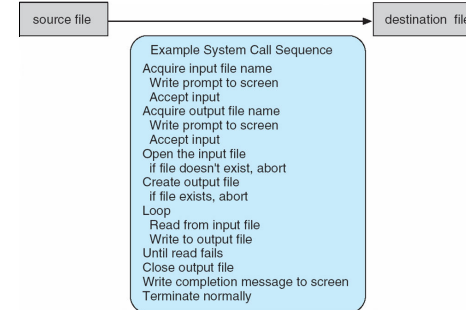 source file
destination file
Example System Call Sequence
Acquire input file name
Write prompt to screen
Accept input
Acquire output file name
Write prompt to screen
Accept input
Open the input file
if file doesn't exist, abort
Create output file
if file exists, abort
Loop
Read from input file
Write to output file
Until read fails
Close output file
Write completion message to screen
Terminate normally